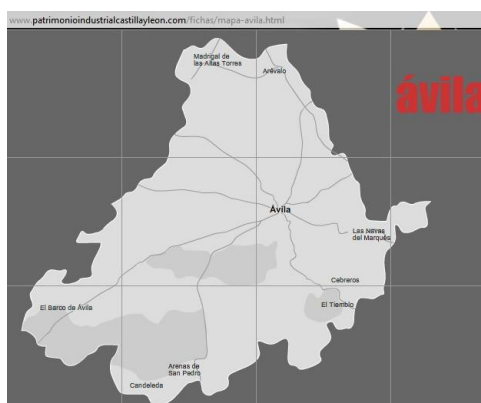 www.patrimonioindustrialcastillayleon.com/fichas/mapa-avila.html
Madrigal de
las Altas Torres
Arévalo
ávila
Ávila
Las Navas
del Marqués
Cebreros
El Tiemblo
El Barco de Ávila
Arenas de
San Pedro
Candeleda